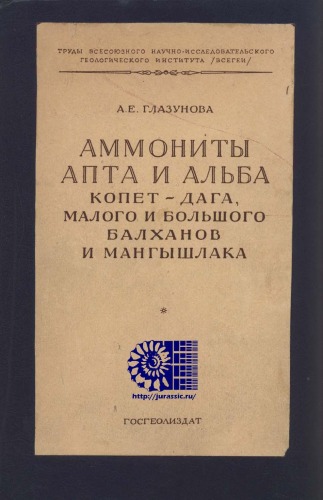 ТРУДЫ ВСЕСОЮЗНОГО НАУЧНО-ИССЛЕДОВАТЕЛЬСКОГО
ГЕОЛОГИЧЕСКОГО ИНСТИТУТА /ВСЕГЕИ/
А.Е. ГЛАЗУНОВА
АММОНИТЫ
АПТА И АЛЬБА
КОПЕТ-ДАГА,
МАЛОГО И БОЛЬШОГО
БАЛХАНОВ
И МАНГЫШЛАКА
*
http://jurassic.ru/
ГОСГЕОЛИЗДАТ